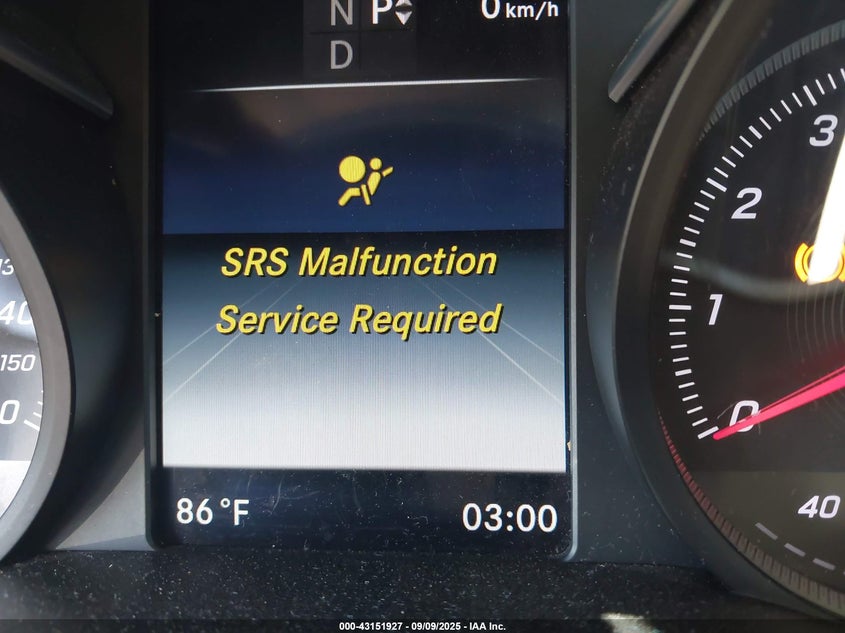 N P 0 km/h
D
SRS Malfunction
Service Required
86 °F 03:00
3
2
1
0
40
150
000-43151927 - 09/09/2025 - IAA Inc.